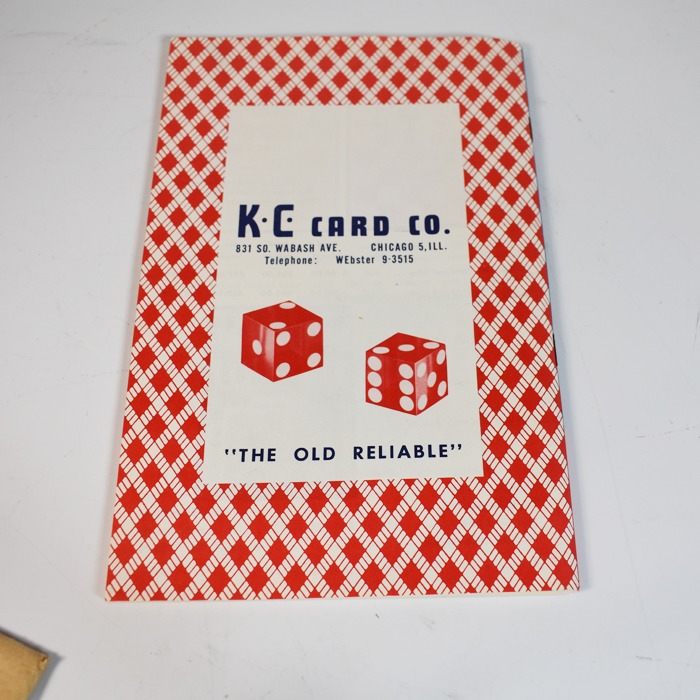 K·C CARD CO.
831 SO. WABASH AVE. CHICAGO 5, ILL.
Telephone: WEbster 9-3515
"THE OLD RELIABLE"